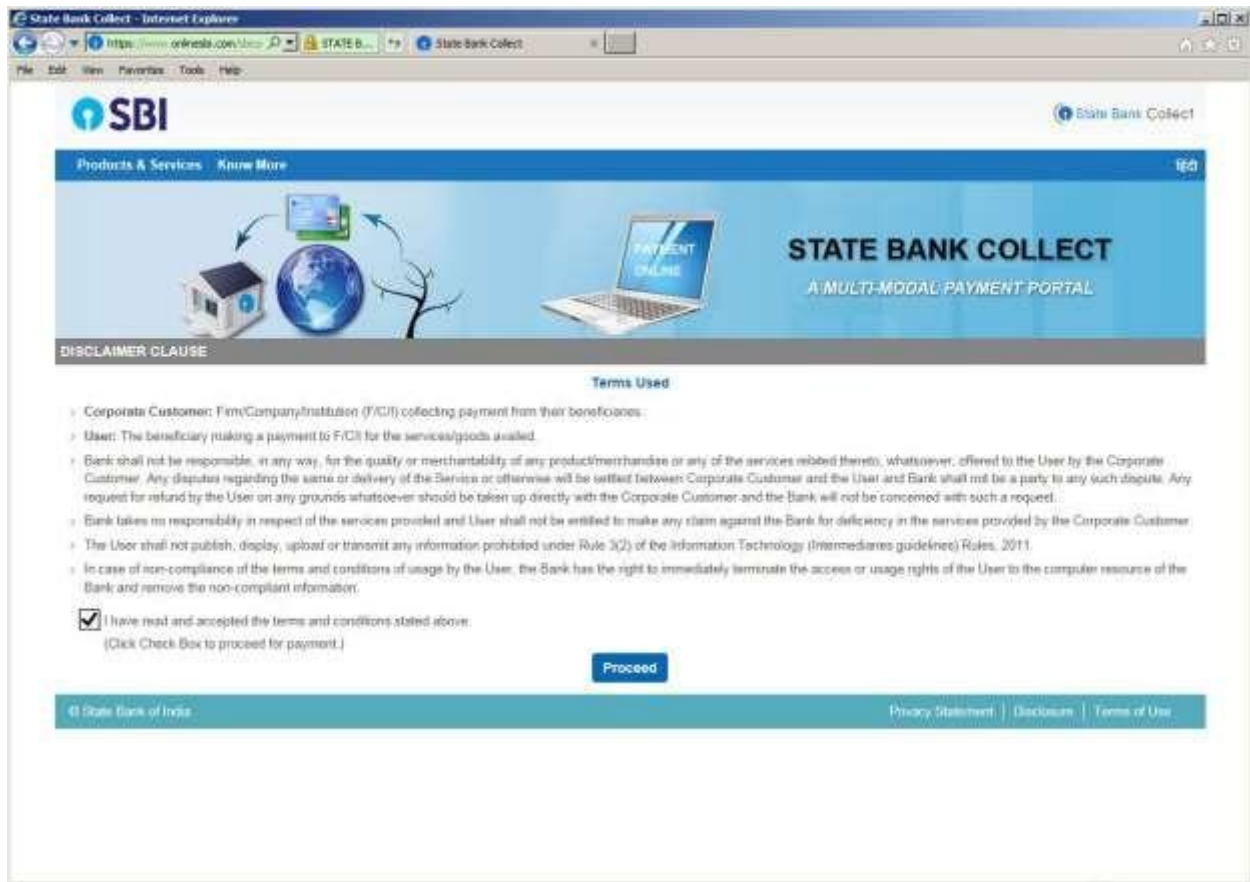 State Bank Collect - Internet Explorer
https://www.onlinesbi.com/ STATE B... State Bank Collect
File Edit View Favorites Tools Help
SBI State Bank Collect
Products & Services Know More हिंदी
PAYMENT
ONLINE
STATE BANK COLLECT
A MULTI-MODAL PAYMENT PORTAL
DISCLAIMER CLAUSE
Terms Used
Corporate Customer: Firm/Company/Institution (F/C/I) collecting payment from their beneficiaries.
User: The beneficiary making a payment to F/C/I for the services/goods availed.
Bank shall not be responsible, in any way, for the quality or merchantability of any product/merchandise or any of the services related thereto, whatsoever, offered to the User by the Corporate
Customer. Any disputes regarding the same or delivery of the Service or otherwise will be settled between Corporate Customer and the User and Bank shall not be a party to any such dispute. Any
request for refund by the User on any grounds whatsoever should be taken up directly with the Corporate Customer and the Bank will not be concerned with such a request.
Bank takes no responsibility in respect of the services provided and User shall not be entitled to make any claim against the Bank for deficiency in the services provided by the Corporate Customer
The User shall not publish, display, upload or transmit any information prohibited under Rule 3(2) of the Information Technology (Intermediaries guidelines) Rules, 2011.
In case of non-compliance of the terms and conditions of usage by the User, the Bank has the right to immediately terminate the access or usage rights of the User to the computer resource of the
Bank and remove the non-compliant information.
I have read and accepted the terms and conditions stated above.
(Click Check Box to proceed for payment.)
Proceed
© State Bank of India Privacy Statement | Disclosure | Terms of Use